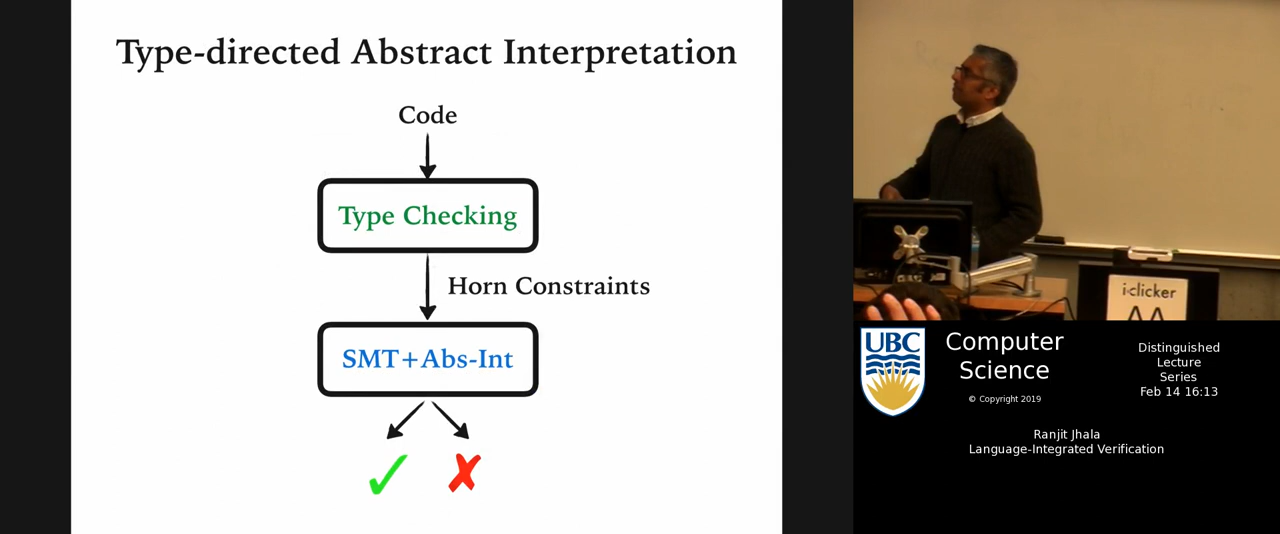 Type-directed Abstract Interpretation
Code
Type Checking
Horn Constraints
SMT+Abs-Int
i·clicker
AA
UBC
Computer
Science
© Copyright 2019
Distinguished
Lecture
Series
Feb 14 16:13
Ranjit Jhala
Language-Integrated Verification